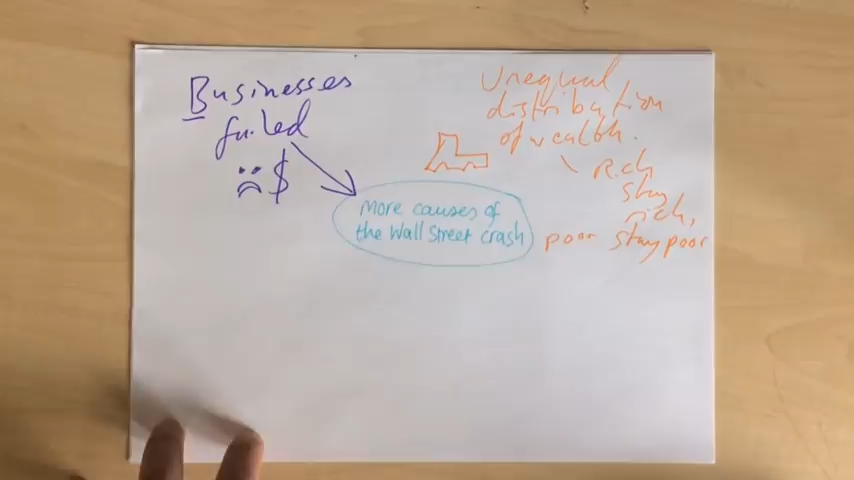 Businesses
failed
$
Unequal
distribution
of wealth.
Rich
stay
rich,
poor stay poor
More causes of
the Wall Street crash